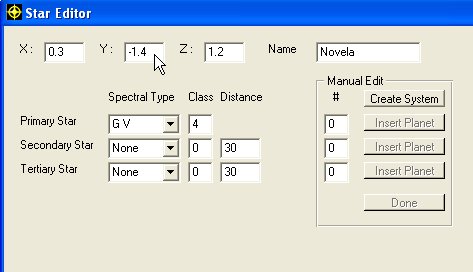 Star Editor
X : 0.3 Y : -1.4 Z : 1.2 Name Novela
Manual Edit
Spectral Type Class Distance # Create System
Primary Star G V 4 0 Insert Planet
Secondary Star None 0 30 0 Insert Planet
Tertiary Star None 0 30 0 Insert Planet
Done